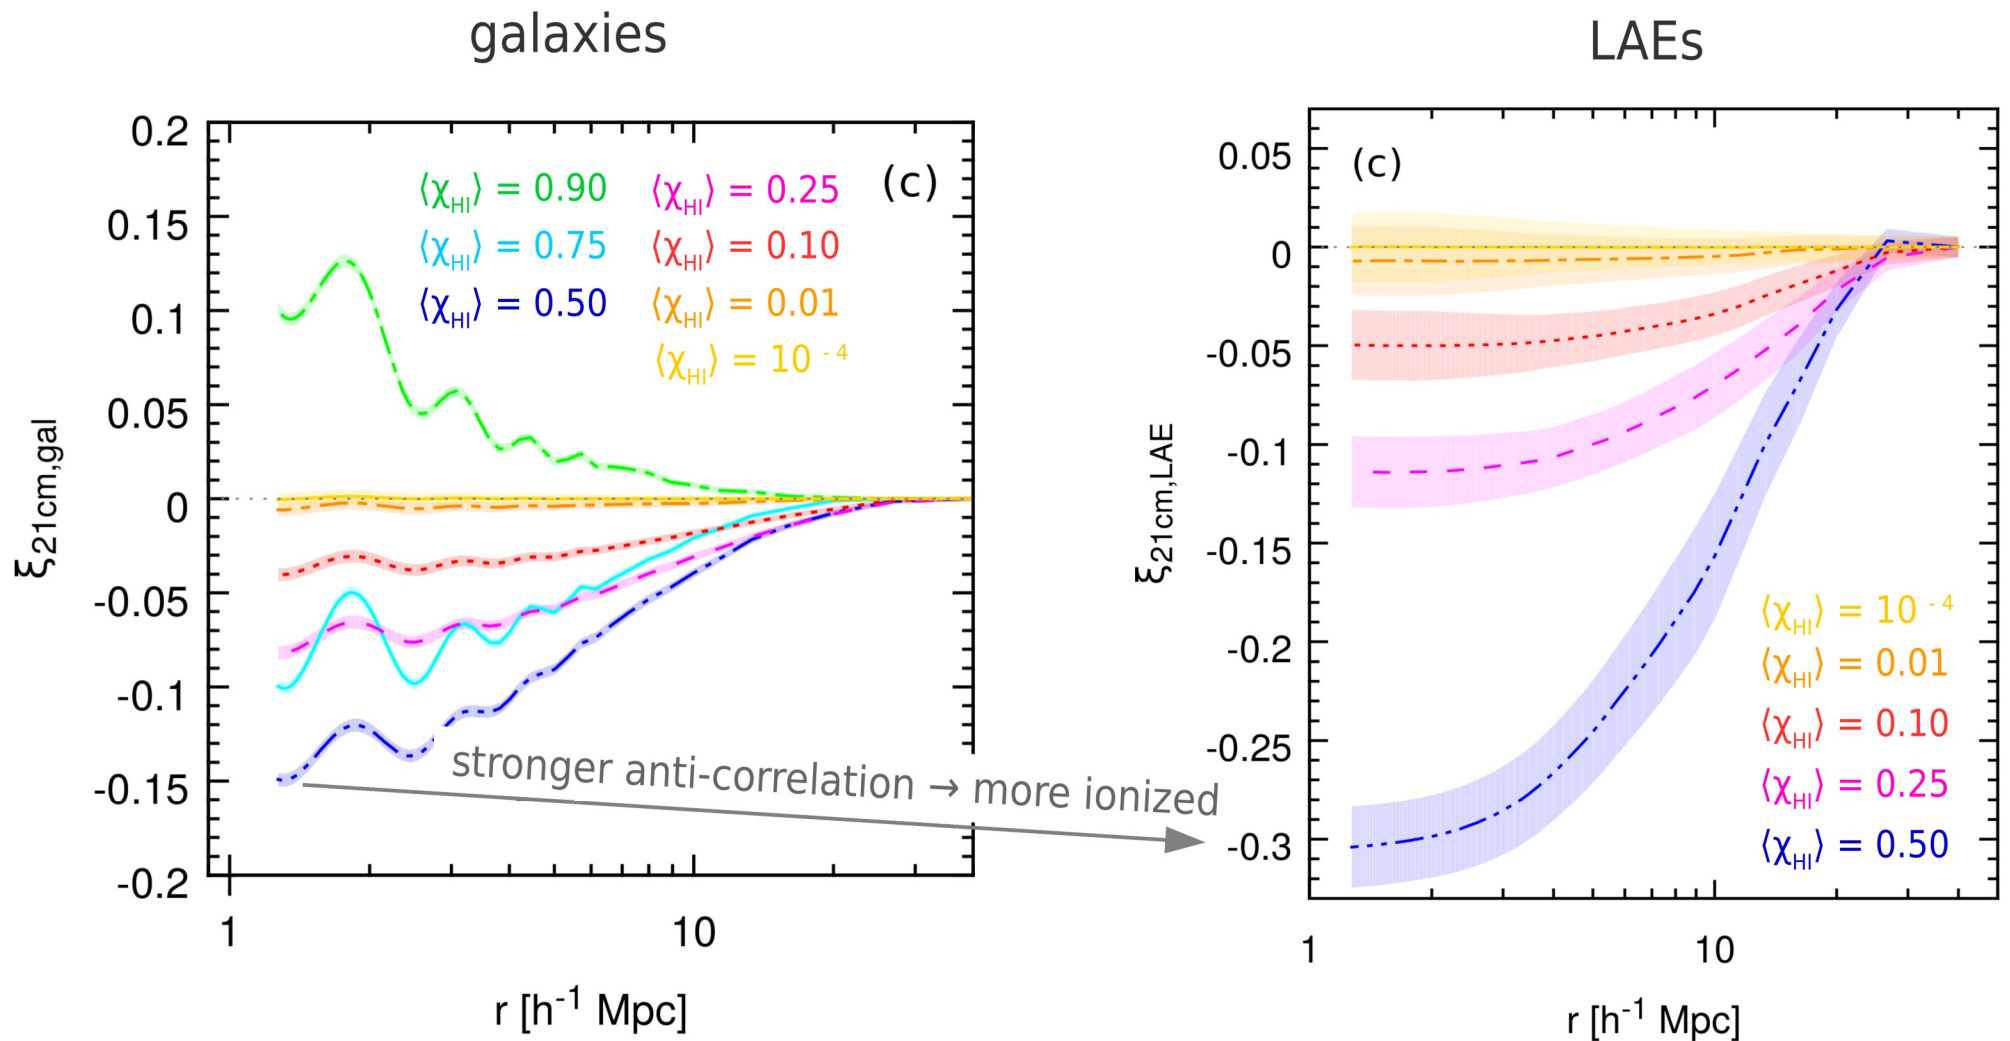 galaxies
LAEs
0.2
0.15
0.1
0.05
0
-0.05
-0.1
-0.15
-0.2
ξ21cm,gal
⟨χHI⟩ = 0.90
⟨χHI⟩ = 0.75
⟨χHI⟩ = 0.50
⟨χHI⟩ = 0.25
⟨χHI⟩ = 0.10
⟨χHI⟩ = 0.01
⟨χHI⟩ = 10⁻⁴
(c)
stronger anti-correlation → more ionized
1
10
r [h⁻¹ Mpc]
0.05
0
-0.05
-0.1
-0.15
-0.2
-0.25
-0.3
ξ21cm,LAE
(c)
⟨χHI⟩ = 10⁻⁴
⟨χHI⟩ = 0.01
⟨χHI⟩ = 0.10
⟨χHI⟩ = 0.25
⟨χHI⟩ = 0.50
1
10
r [h⁻¹ Mpc]